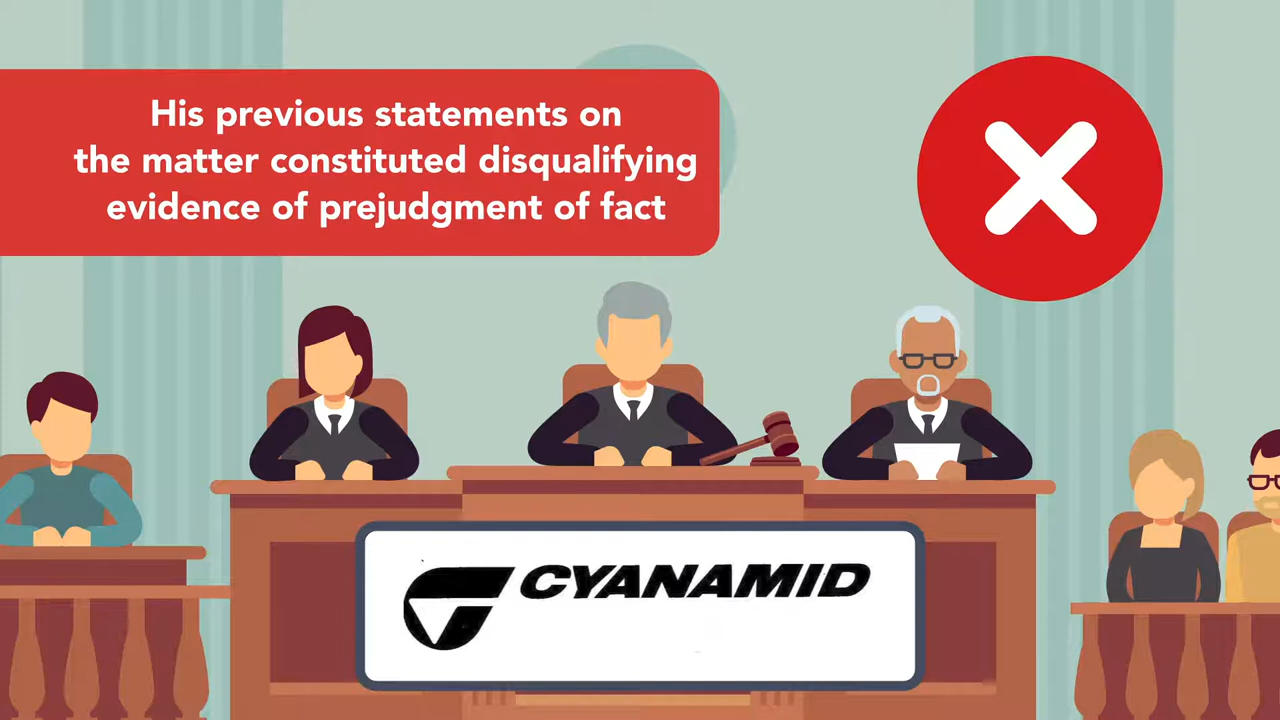 His previous statements on
the matter constituted disqualifying
evidence of prejudgment of fact
CYANAMID